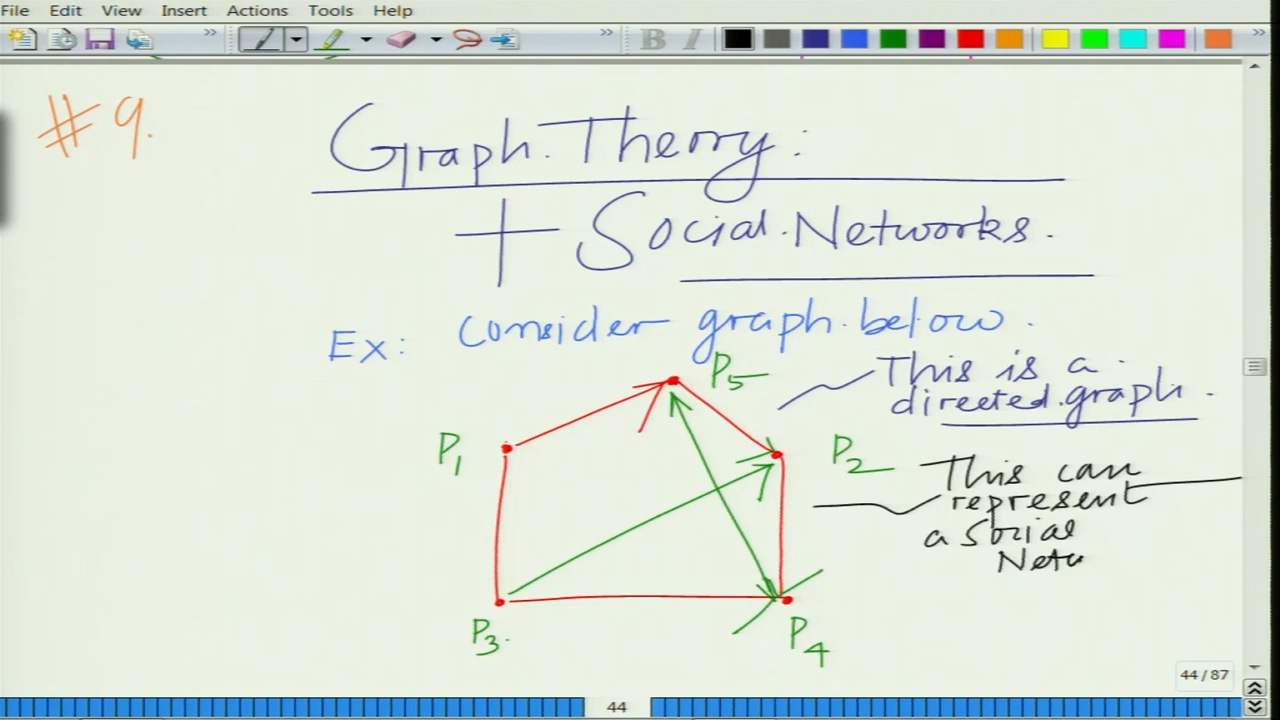 File Edit View Insert Actions Tools Help
B I
#9.
Graph Theory:
+ Social Networks.
Ex: Consider graph below.
P5
This is a
directed graph.
P1
P2
This can
represent
a Social
Netw
P3.
P4
44/87
44